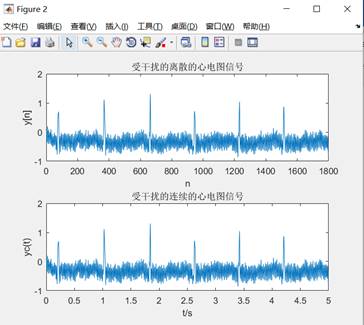 Figure 2
文件(F) 编辑(E) 查看(V) 插入(I) 工具(T) 桌面(D) 窗口(W) 帮助(H)
受干扰的离散的心电图信号
2
1
0
-1
y[n]
0 200 400 600 800 1000 1200 1400 1600 1800
n
受干扰的连续的心电图信号
2
1
0
-1
yc(t)
0 0.5 1 1.5 2 2.5 3 3.5 4 4.5 5
t/s